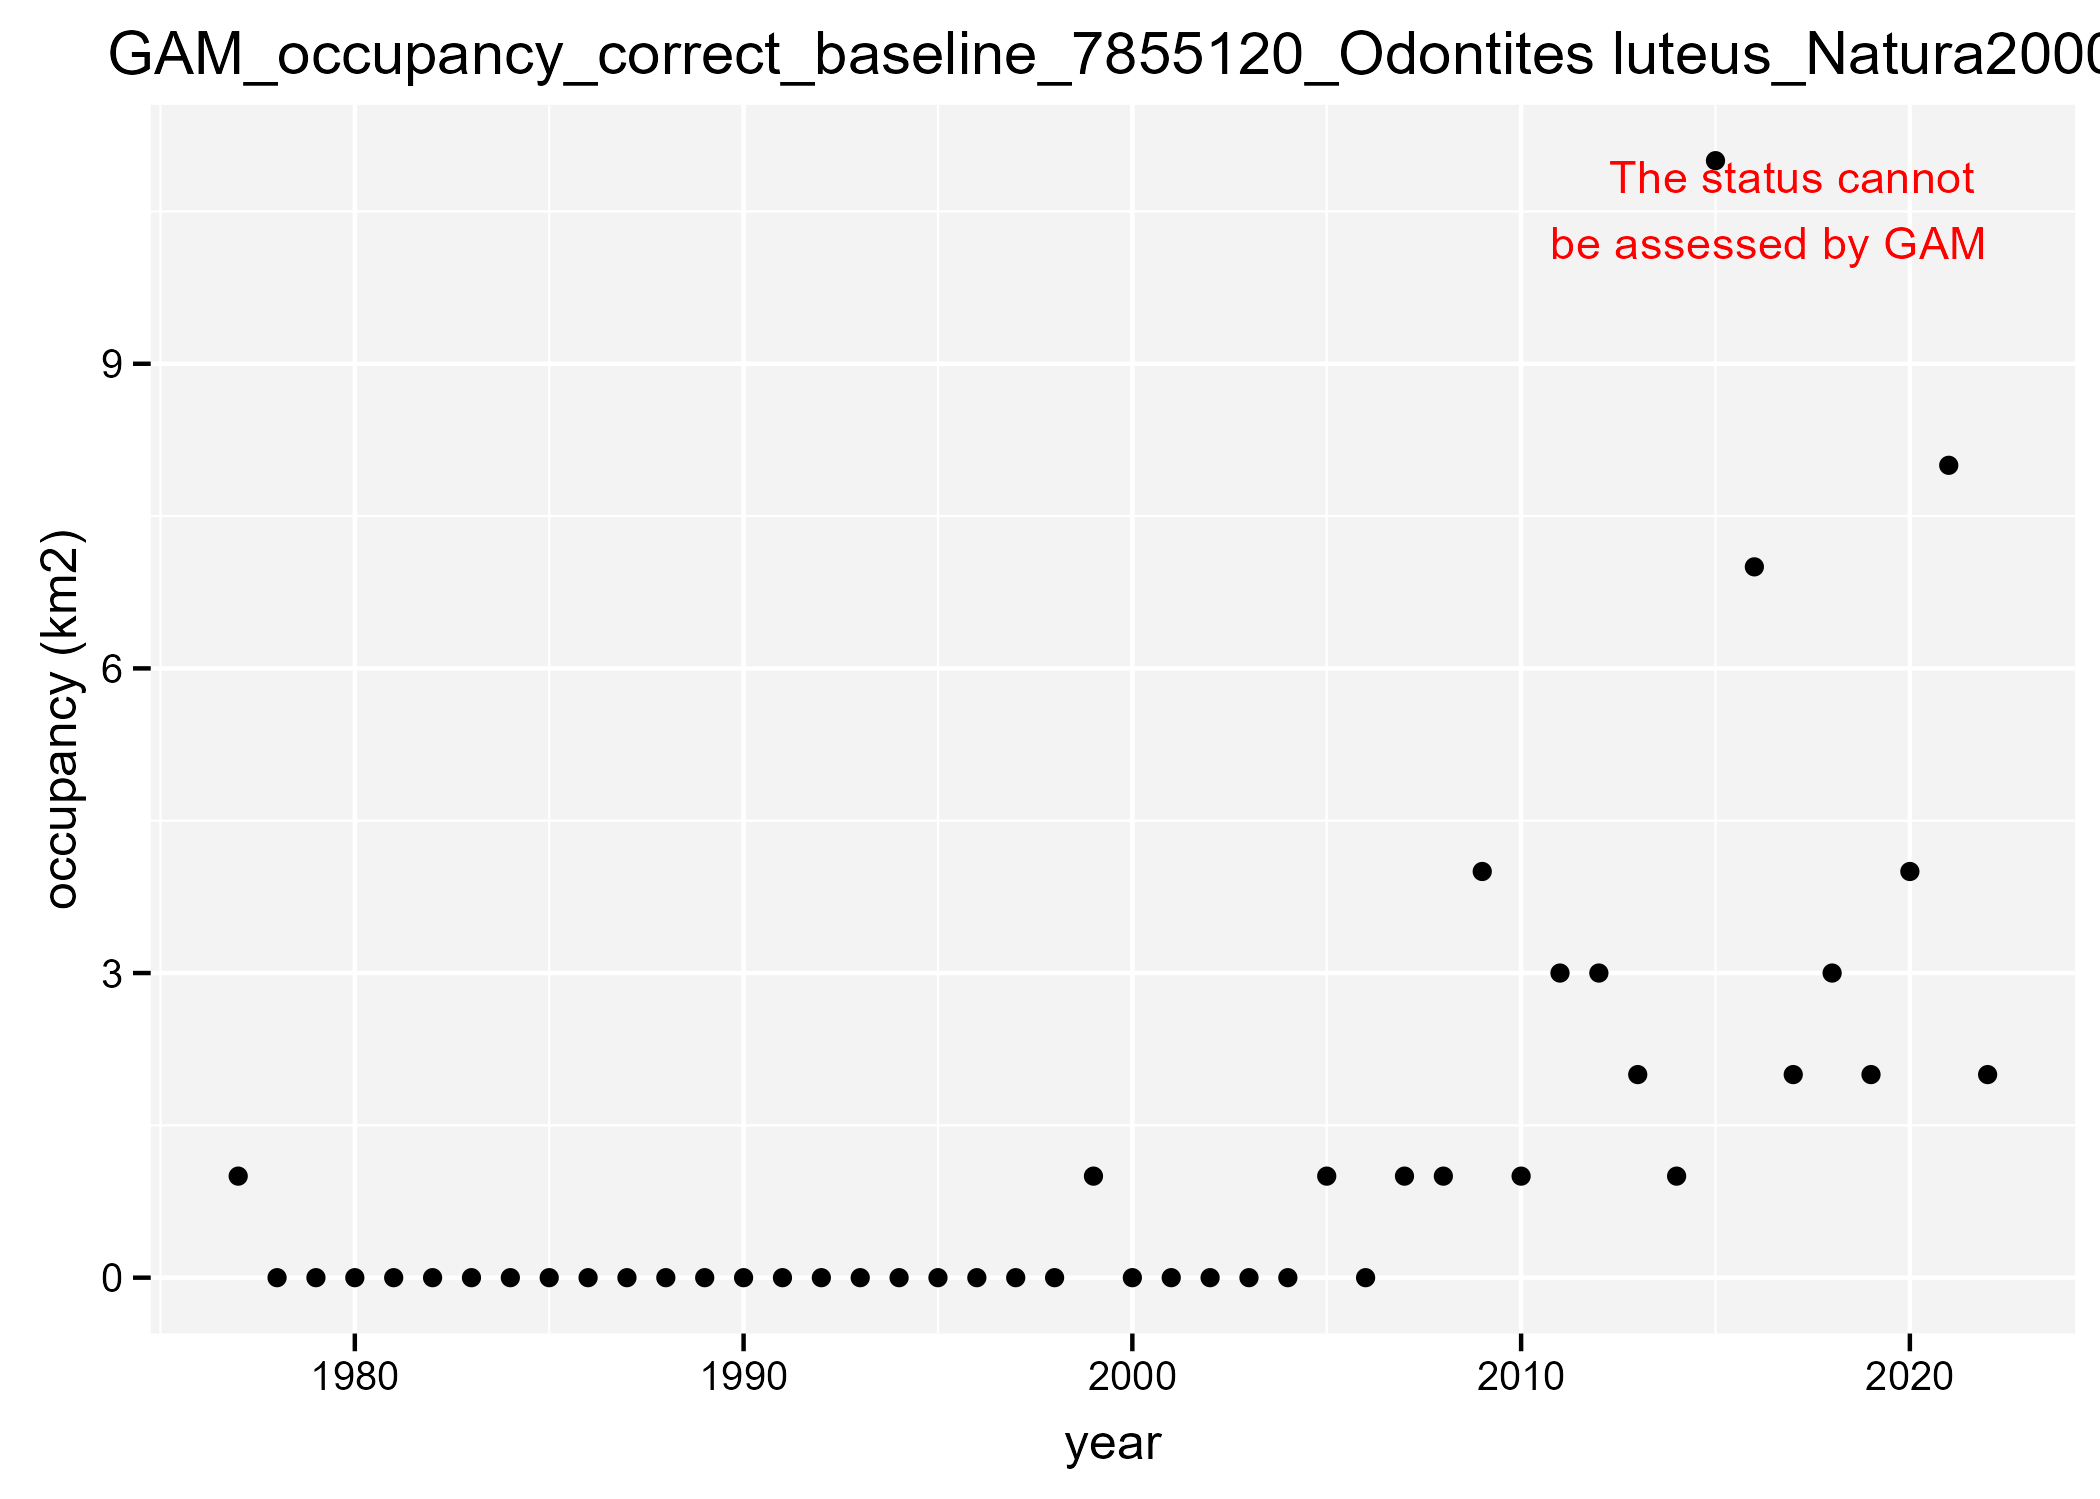 GAM_occupancy_correct_baseline_7855120_Odontites luteus_Natura2000
The status cannot
be assessed by GAM
9
6
3
0
occupancy (km2)
1980 1990 2000 2010 2020
year